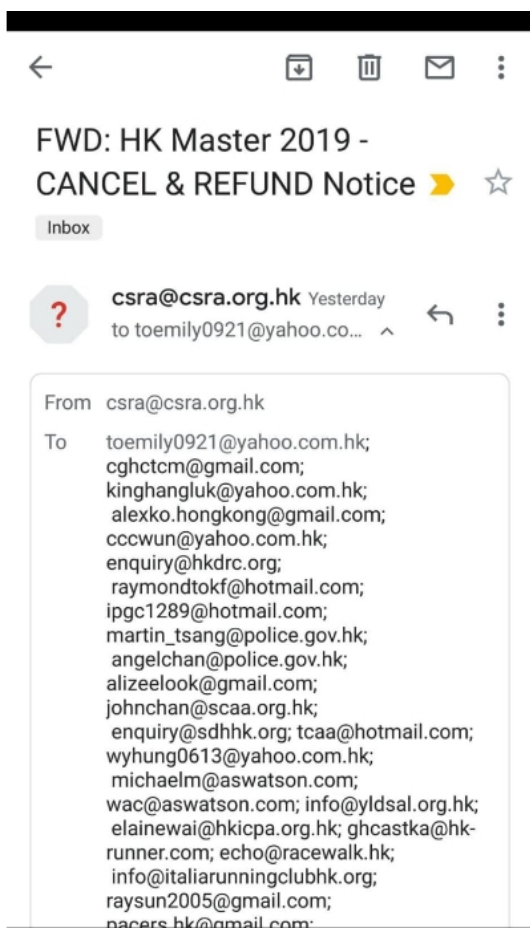 FWD: HK Master 2019 -
CANCEL & REFUND Notice
Inbox
?
csra@csra.org.hk Yesterday
to toemily0921@yahoo.co...
From csra@csra.org.hk
To toemily0921@yahoo.com.hk;
cghctcm@gmail.com;
kinghangluk@yahoo.com.hk;
alexko.hongkong@gmail.com;
cccwun@yahoo.com.hk;
enquiry@hkdrc.org;
raymondtokf@hotmail.com;
ipgc1289@hotmail.com;
martin_tsang@police.gov.hk;
angelchan@police.gov.hk;
alizeelook@gmail.com;
johnchan@scaa.org.hk;
enquiry@sdhhk.org; tcaa@hotmail.com;
wyhung0613@yahoo.com.hk;
michaelm@aswatson.com;
wac@aswatson.com; info@yldsal.org.hk;
elainewai@hkicpa.org.hk; ghcastka@hk-
runner.com; echo@racewalk.hk;
info@italiarunningclubhk.org;
raysun2005@gmail.com;
pacers.hk@gmail.com;